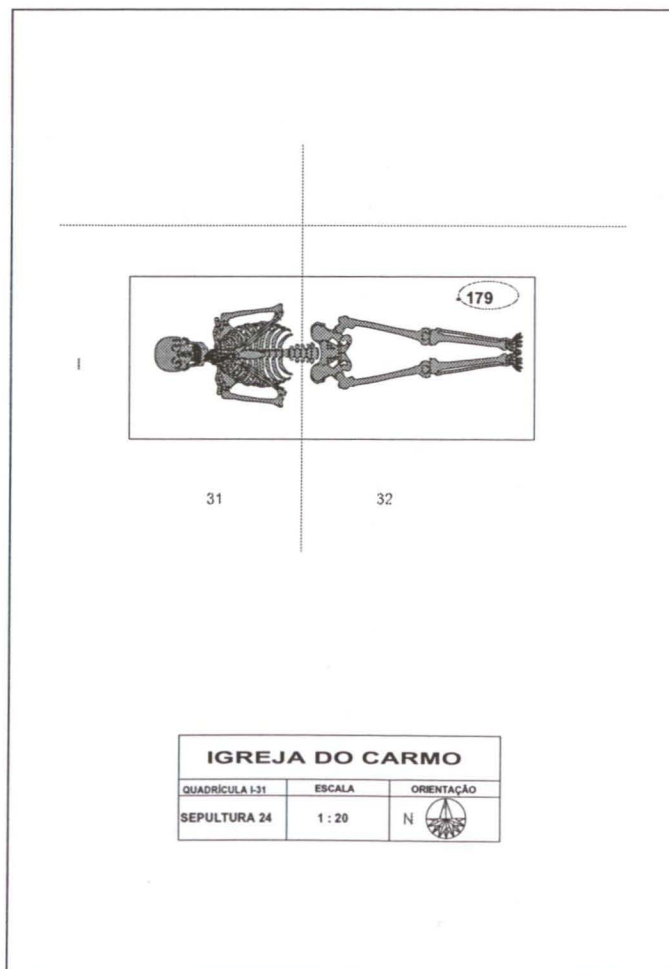 - 179
I
31 32
IGREJA DO CARMO
QUADRÍCULA I-31 ESCALA ORIENTAÇÃO
SEPULTURA 24 1 : 20 N